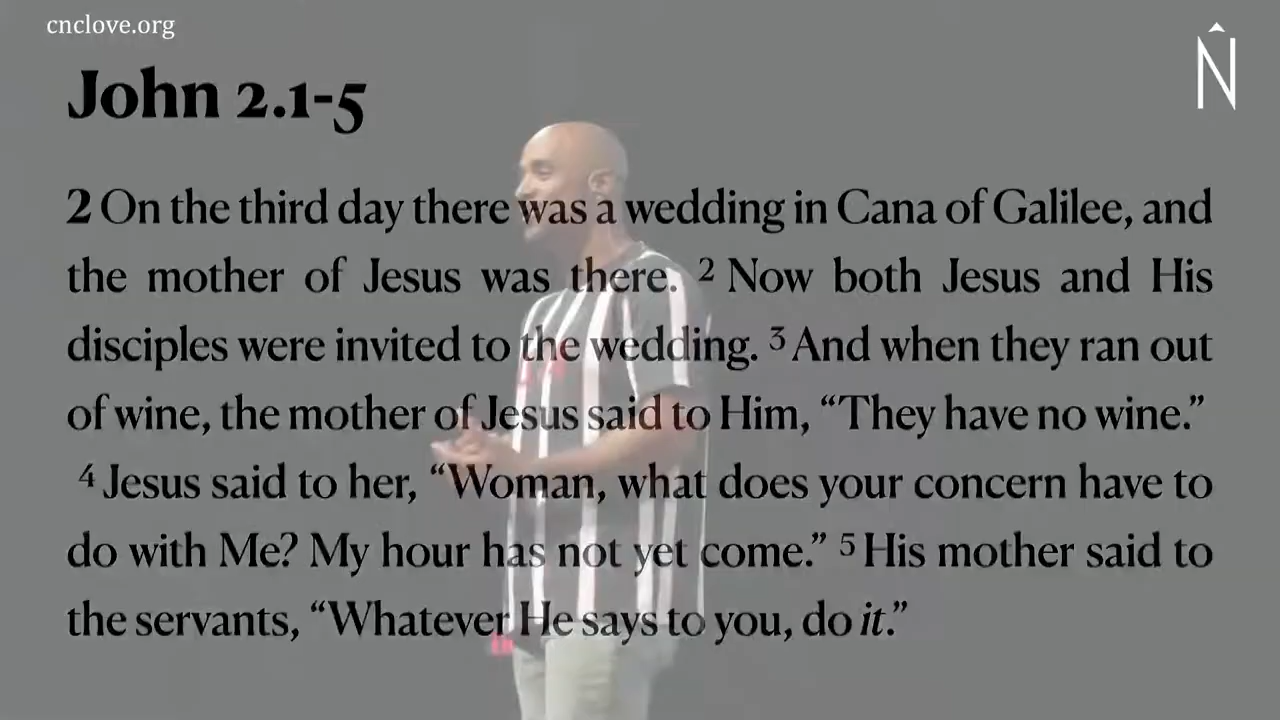 cnclove.org
N̂
John 2.1-5
2 On the third day there was a wedding in Cana of Galilee, and
the mother of Jesus was there. 2 Now both Jesus and His
disciples were invited to the wedding. 3 And when they ran out
of wine, the mother of Jesus said to Him, “They have no wine.”
4 Jesus said to her, “Woman, what does your concern have to
do with Me? My hour has not yet come.” 5 His mother said to
the servants, “Whatever He says to you, do it.”